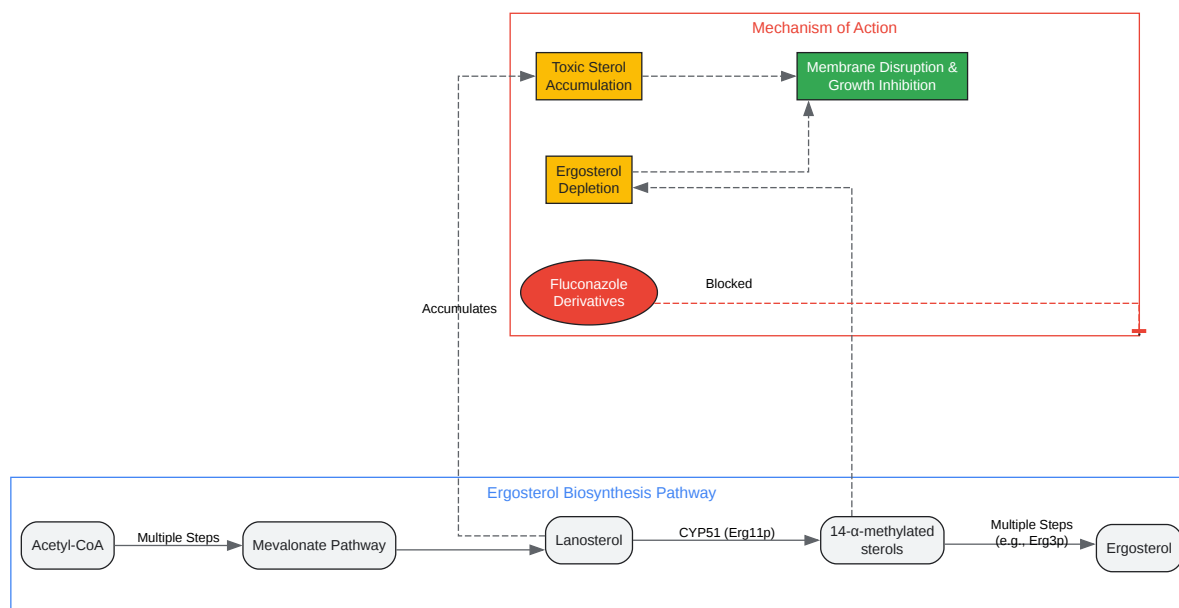 Mechanism of Action
Toxic Sterol
Accumulation
Membrane Disruption &
Growth Inhibition
Ergosterol
Depletion
Fluconazole
Derivatives
Blocked
Accumulates
Ergosterol Biosynthesis Pathway
Acetyl-CoA
Multiple Steps
Mevalonate Pathway
Lanosterol
CYP51 (Erg11p)
14-α-methylated
sterols
Multiple Steps
(e.g., Erg3p)
Ergosterol